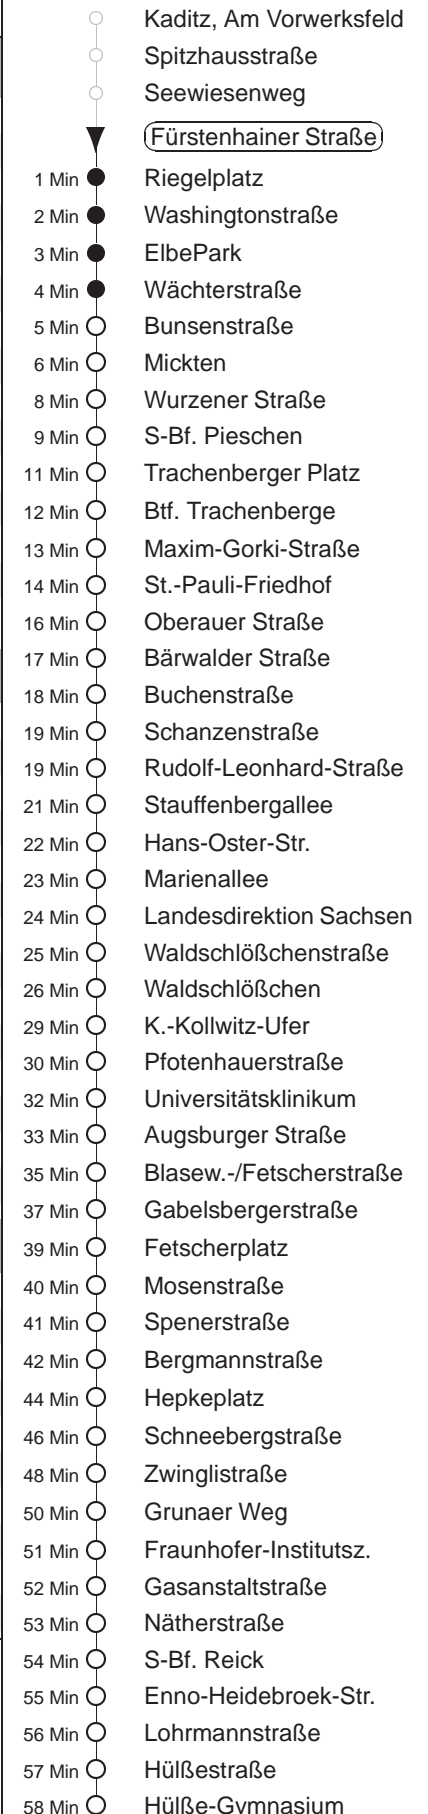 Kaditz, Am Vorwerksfeld
Spitzhausstraße
Seewiesenweg
Fürstenhainer Straße
1 Min Riegelplatz
2 Min Washingtonstraße
3 Min ElbePark
4 Min Wächterstraße
5 Min Bunsenstraße
6 Min Mickten
8 Min Wurzener Straße
9 Min S-Bf. Pieschen
11 Min Trachenberger Platz
12 Min Btf. Trachenberge
13 Min Maxim-Gorki-Straße
14 Min St.-Pauli-Friedhof
16 Min Oberauer Straße
17 Min Bärwalder Straße
18 Min Buchenstraße
19 Min Schanzenstraße
19 Min Rudolf-Leonhard-Straße
21 Min Stauffenbergallee
22 Min Hans-Oster-Str.
23 Min Marienallee
24 Min Landesdirektion Sachsen
25 Min Waldschlößchenstraße
26 Min Waldschlößchen
29 Min K.-Kollwitz-Ufer
30 Min Pfotenhauerstraße
32 Min Universitätsklinikum
33 Min Augsburger Straße
35 Min Blasew.-/Fetscherstraße
37 Min Gabelsbergerstraße
39 Min Fetscherplatz
40 Min Mosenstraße
41 Min Spenerstraße
42 Min Bergmannstraße
44 Min Hepkeplatz
46 Min Schneebergstraße
48 Min Zwinglistraße
50 Min Grunaer Weg
51 Min Fraunhofer-Institutsz.
52 Min Gasanstaltstraße
53 Min Nätherstraße
54 Min S-Bf. Reick
55 Min Enno-Heidebroek-Str.
56 Min Lohrmannstraße
57 Min Hülßestraße
58 Min Hülße-Gymnasium